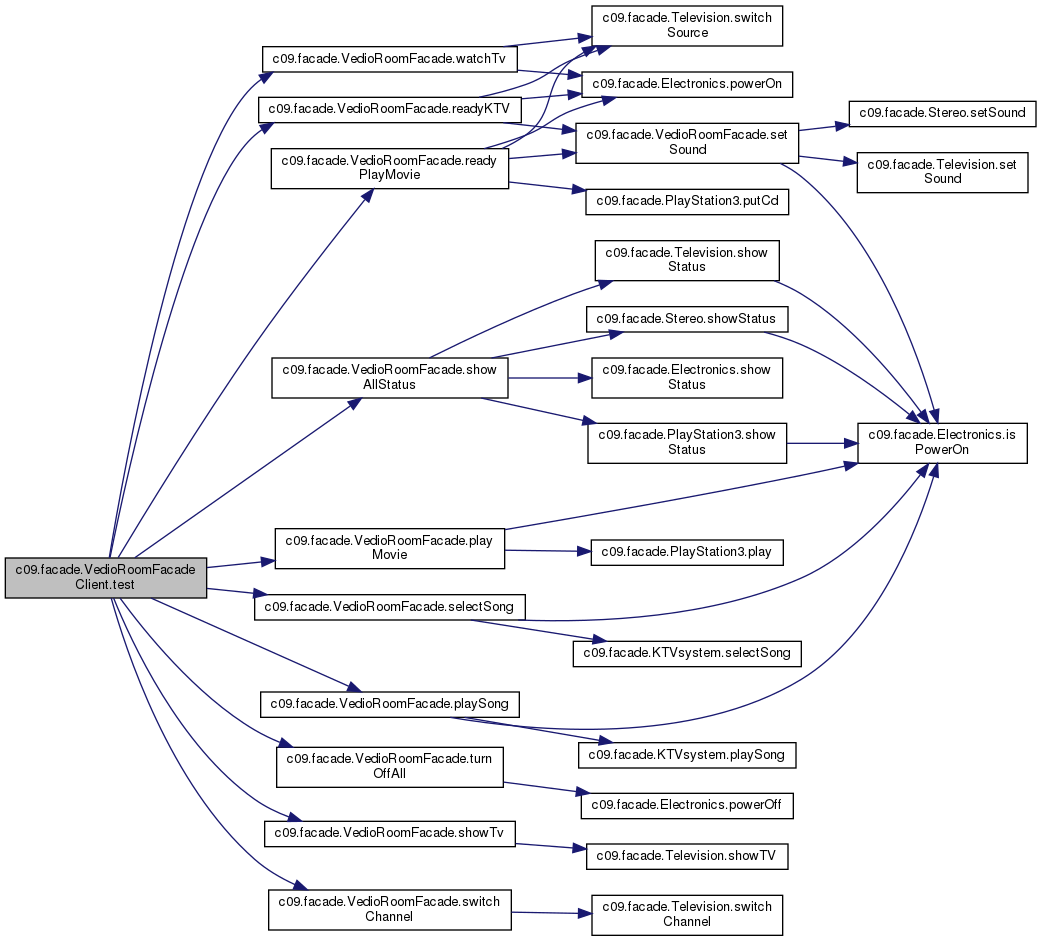 c09.facade.VedioRoomFacade
Client.test
c09.facade.VedioRoomFacade.watchTv
c09.facade.VedioRoomFacade.readyKTV
c09.facade.VedioRoomFacade.ready
PlayMovie
c09.facade.VedioRoomFacade.show
AllStatus
c09.facade.VedioRoomFacade.play
Movie
c09.facade.VedioRoomFacade.selectSong
c09.facade.VedioRoomFacade.playSong
c09.facade.VedioRoomFacade.turn
OffAll
c09.facade.VedioRoomFacade.showTv
c09.facade.VedioRoomFacade.switch
Channel
c09.facade.Television.switch
Source
c09.facade.Electronics.powerOn
c09.facade.VedioRoomFacade.set
Sound
c09.facade.PlayStation3.putCd
c09.facade.Television.show
Status
c09.facade.Stereo.showStatus
c09.facade.Electronics.show
Status
c09.facade.PlayStation3.show
Status
c09.facade.PlayStation3.play
c09.facade.KTVsystem.selectSong
c09.facade.KTVsystem.playSong
c09.facade.Electronics.powerOff
c09.facade.Television.showTV
c09.facade.Television.switch
Channel
c09.facade.Stereo.setSound
c09.facade.Television.set
Sound
c09.facade.Electronics.is
PowerOn